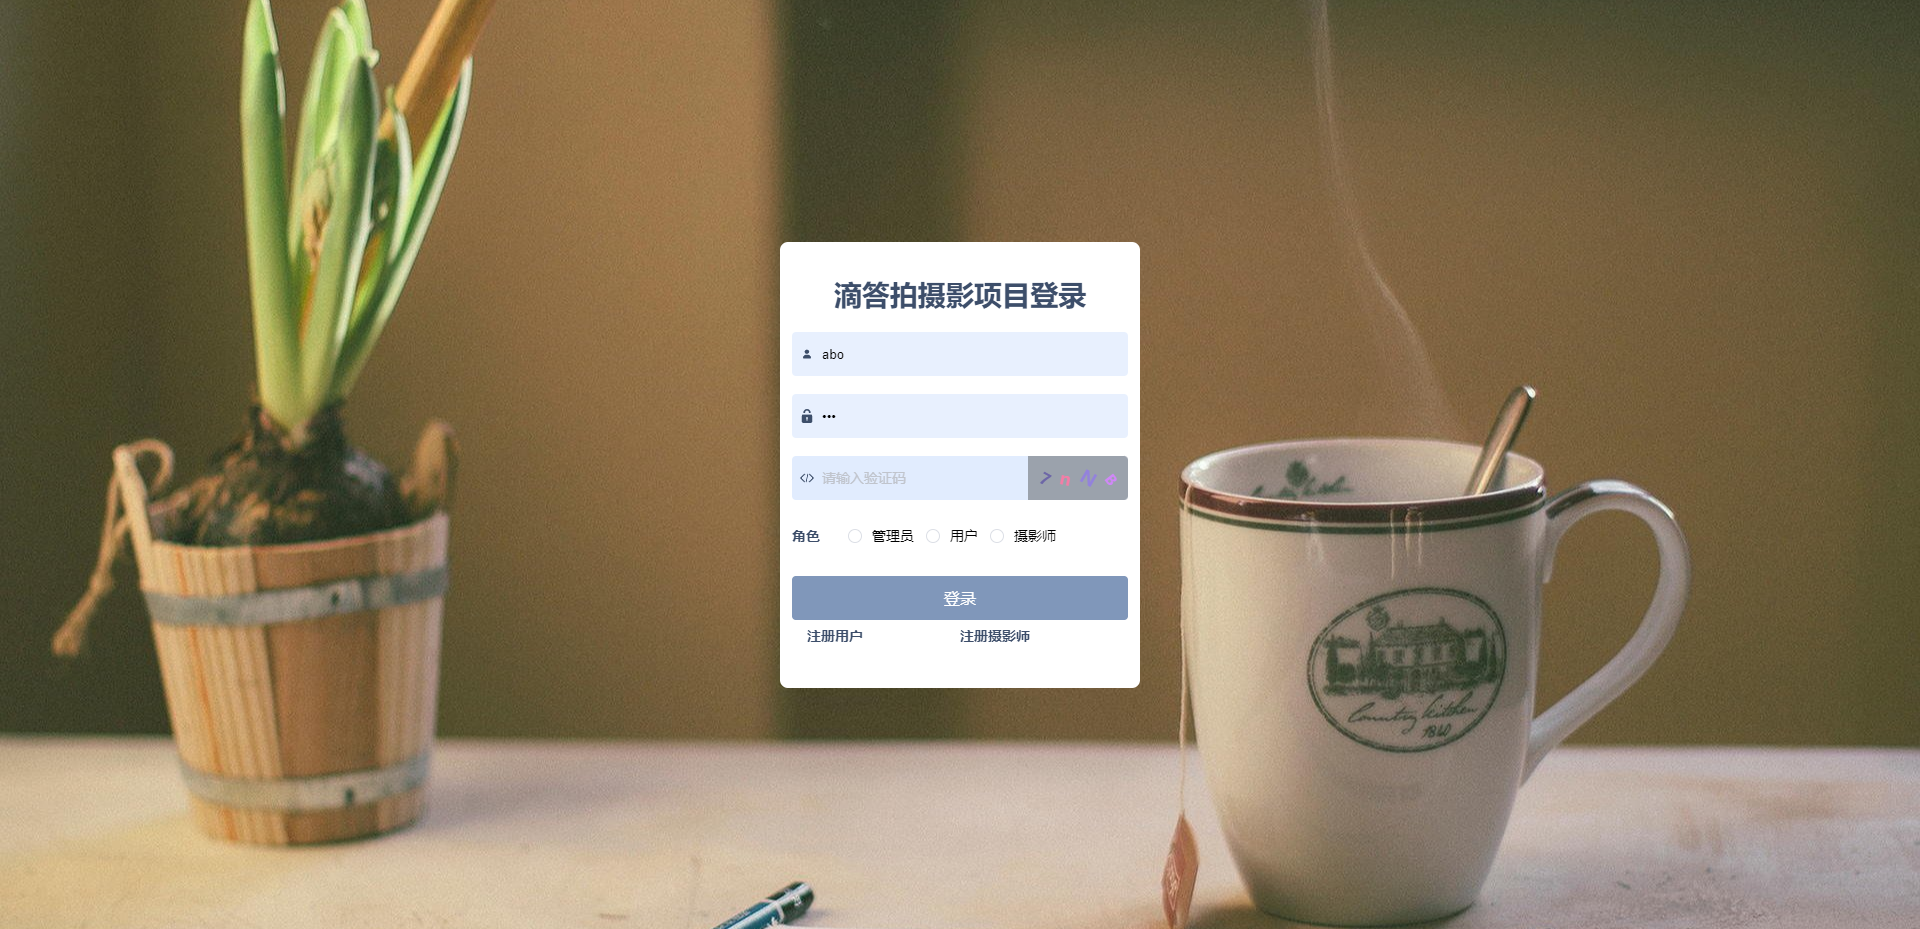 滴答拍摄影项目登录
abo
•••
请输入验证码
角色 管理员 用户 摄影师
登录
注册用户 注册摄影师
Country Kitchen
1840